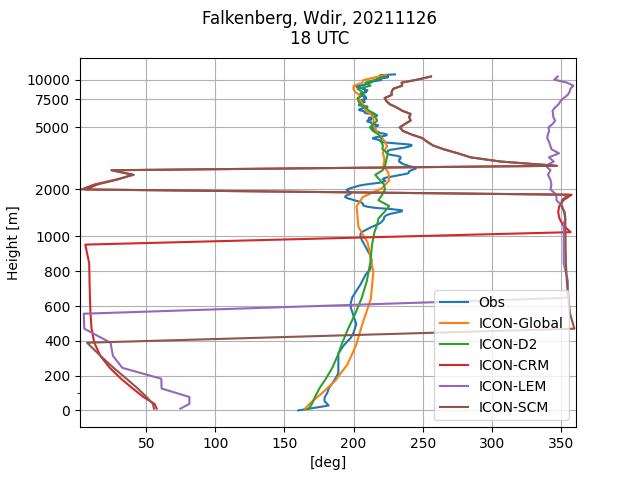 Falkenberg, Wdir, 20211126
18 UTC
Height [m]
10000
7500
5000
2000
1000
800
600
400
200
0
Obs
ICON-Global
ICON-D2
ICON-CRM
ICON-LEM
ICON-SCM
50
100
150
200
250
300
350
[deg]